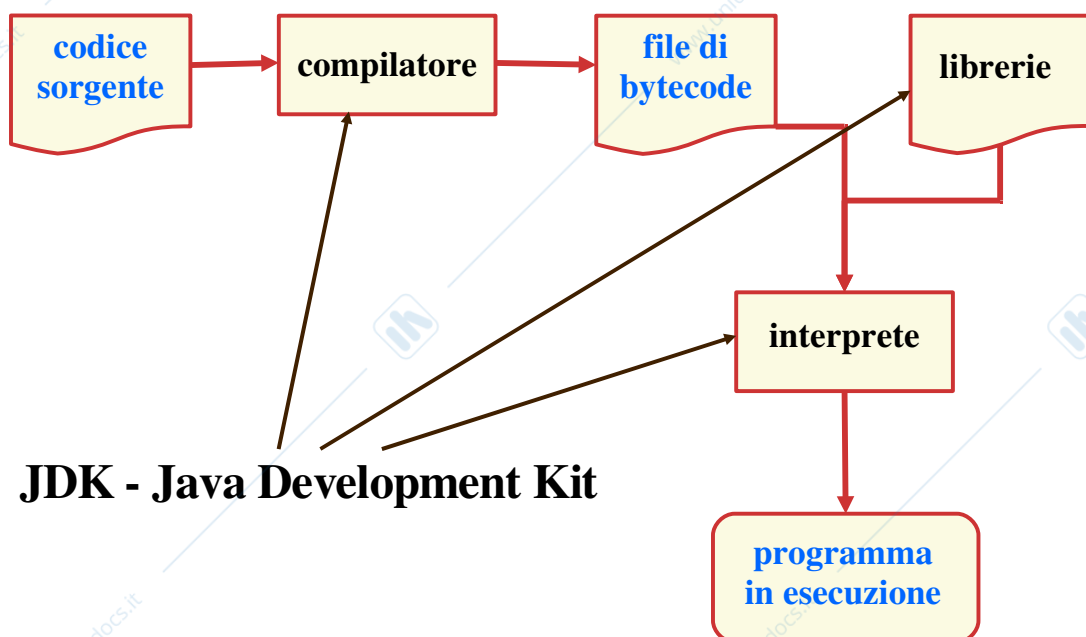 codice
sorgente
compilatore
file di
bytecode
librerie
interprete
JDK - Java Development Kit
programma
in esecuzione